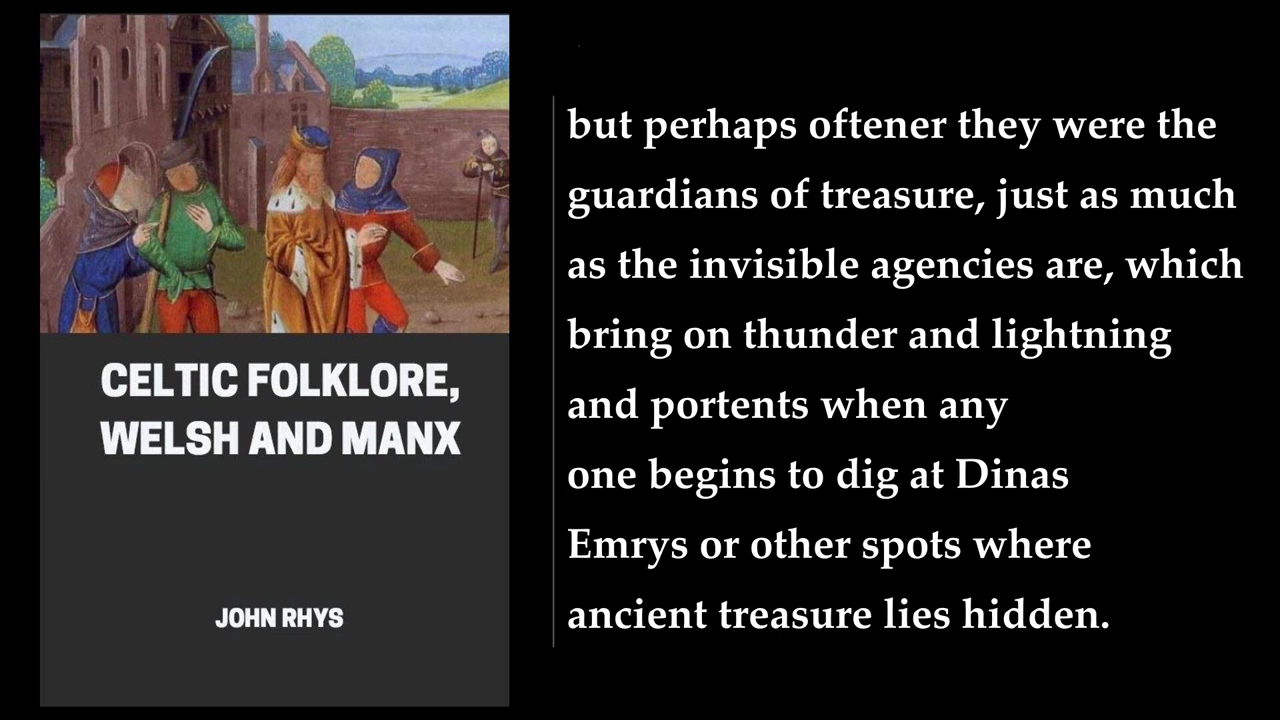 CELTIC FOLKLORE,
WELSH AND MANX
JOHN RHYS
but perhaps oftener they were the
guardians of treasure, just as much
as the invisible agencies are, which
bring on thunder and lightning
and portents when any
one begins to dig at Dinas
Emrys or other spots where
ancient treasure lies hidden.